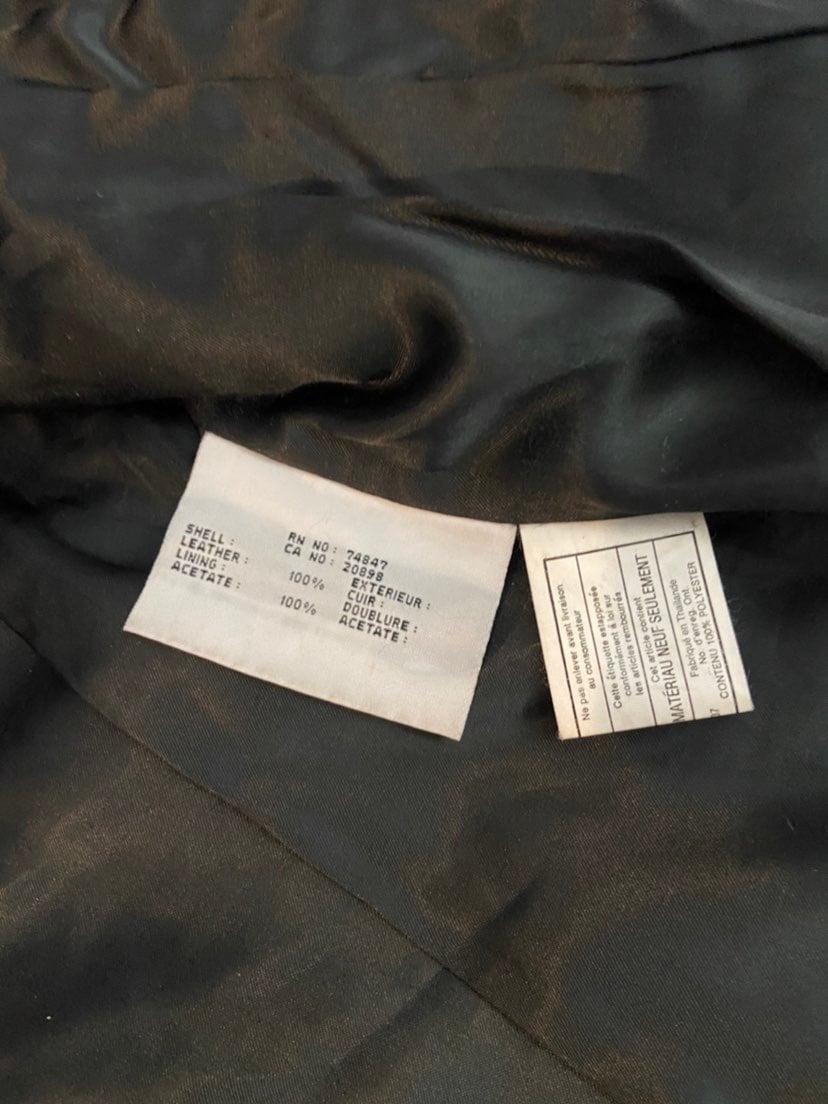 RN NO: 74847
CA NO: 20898
SHELL:
LEATHER: 100% EXTERIEUR:
LINING: CUIR:
ACETATE: 100% DOUBLURE:
ACETATE:
Ne pas enlever avant livraison
au consommateur
Cette étiquette estapposée
conformément à loi sur
les articles rembourrés
Cet article contient
MATÉRIAU NEUF SEULEMENT
Fabriqué en Thaïlande
No. d'enreg. Ont.
CONTENU 100% POLYESTER